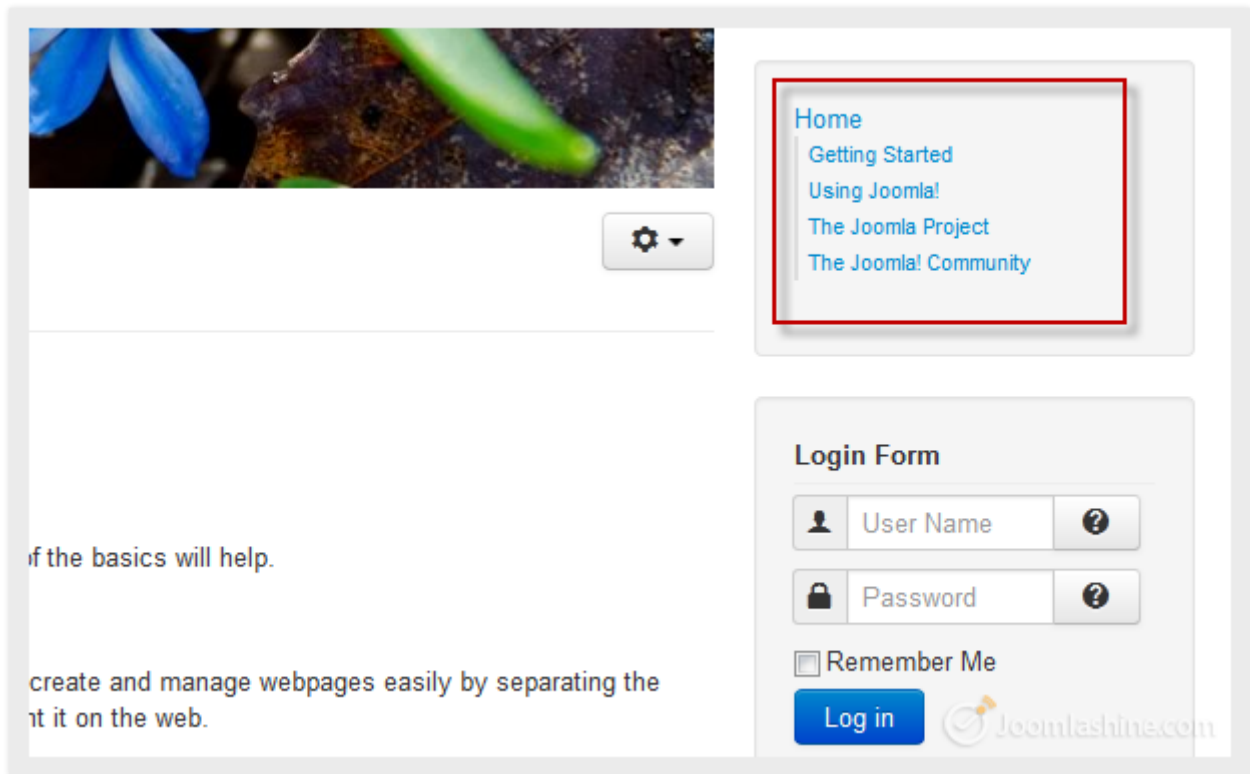 Home
Getting Started
Using Joomla!
The Joomla Project
The Joomla! Community
Login Form
User Name
Password
Remember Me
Log in
of the basics will help.
create and manage webpages easily by separating the
it on the web.
Joomlashine.com